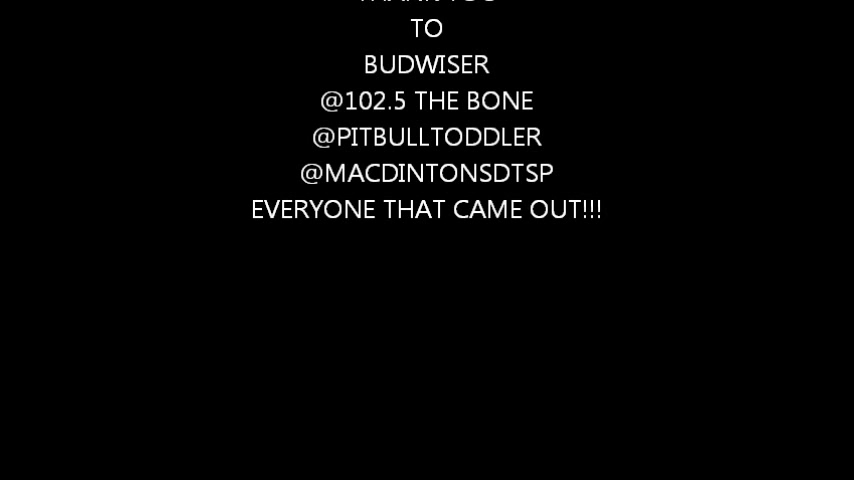 TO
BUDWISER
@102.5 THE BONE
@PITBULLTODDLER
@MACDINTONSDTSP
EVERYONE THAT CAME OUT!!!